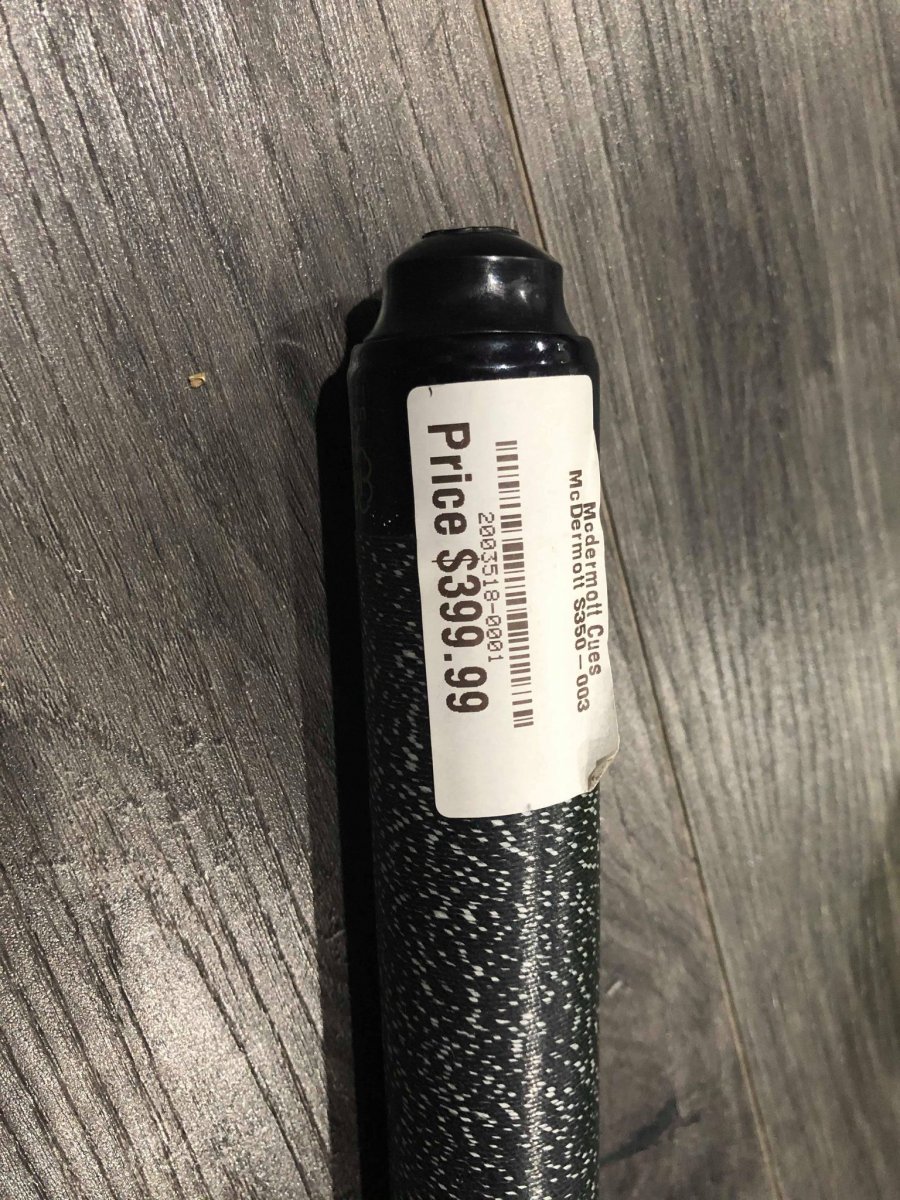 Mcdermott Cues
McDermott S350-003
2003518-0001
Price $399.99